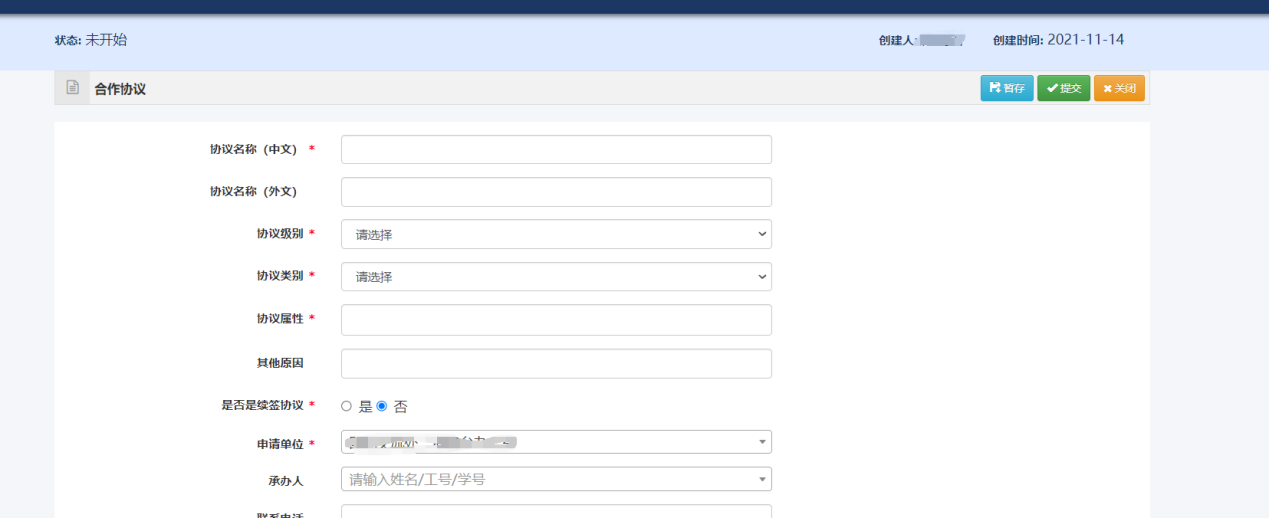 状态: 未开始 创建人: 创建时间: 2021-11-14
合作协议 暂存 提交 关闭
协议名称（中文） *
协议名称（外文）
协议级别 * 请选择
协议类别 * 请选择
协议属性 *
其他原因
是否是续签协议 * 是 否
申请单位 *
承办人 请输入姓名/工号/学号
联系电话